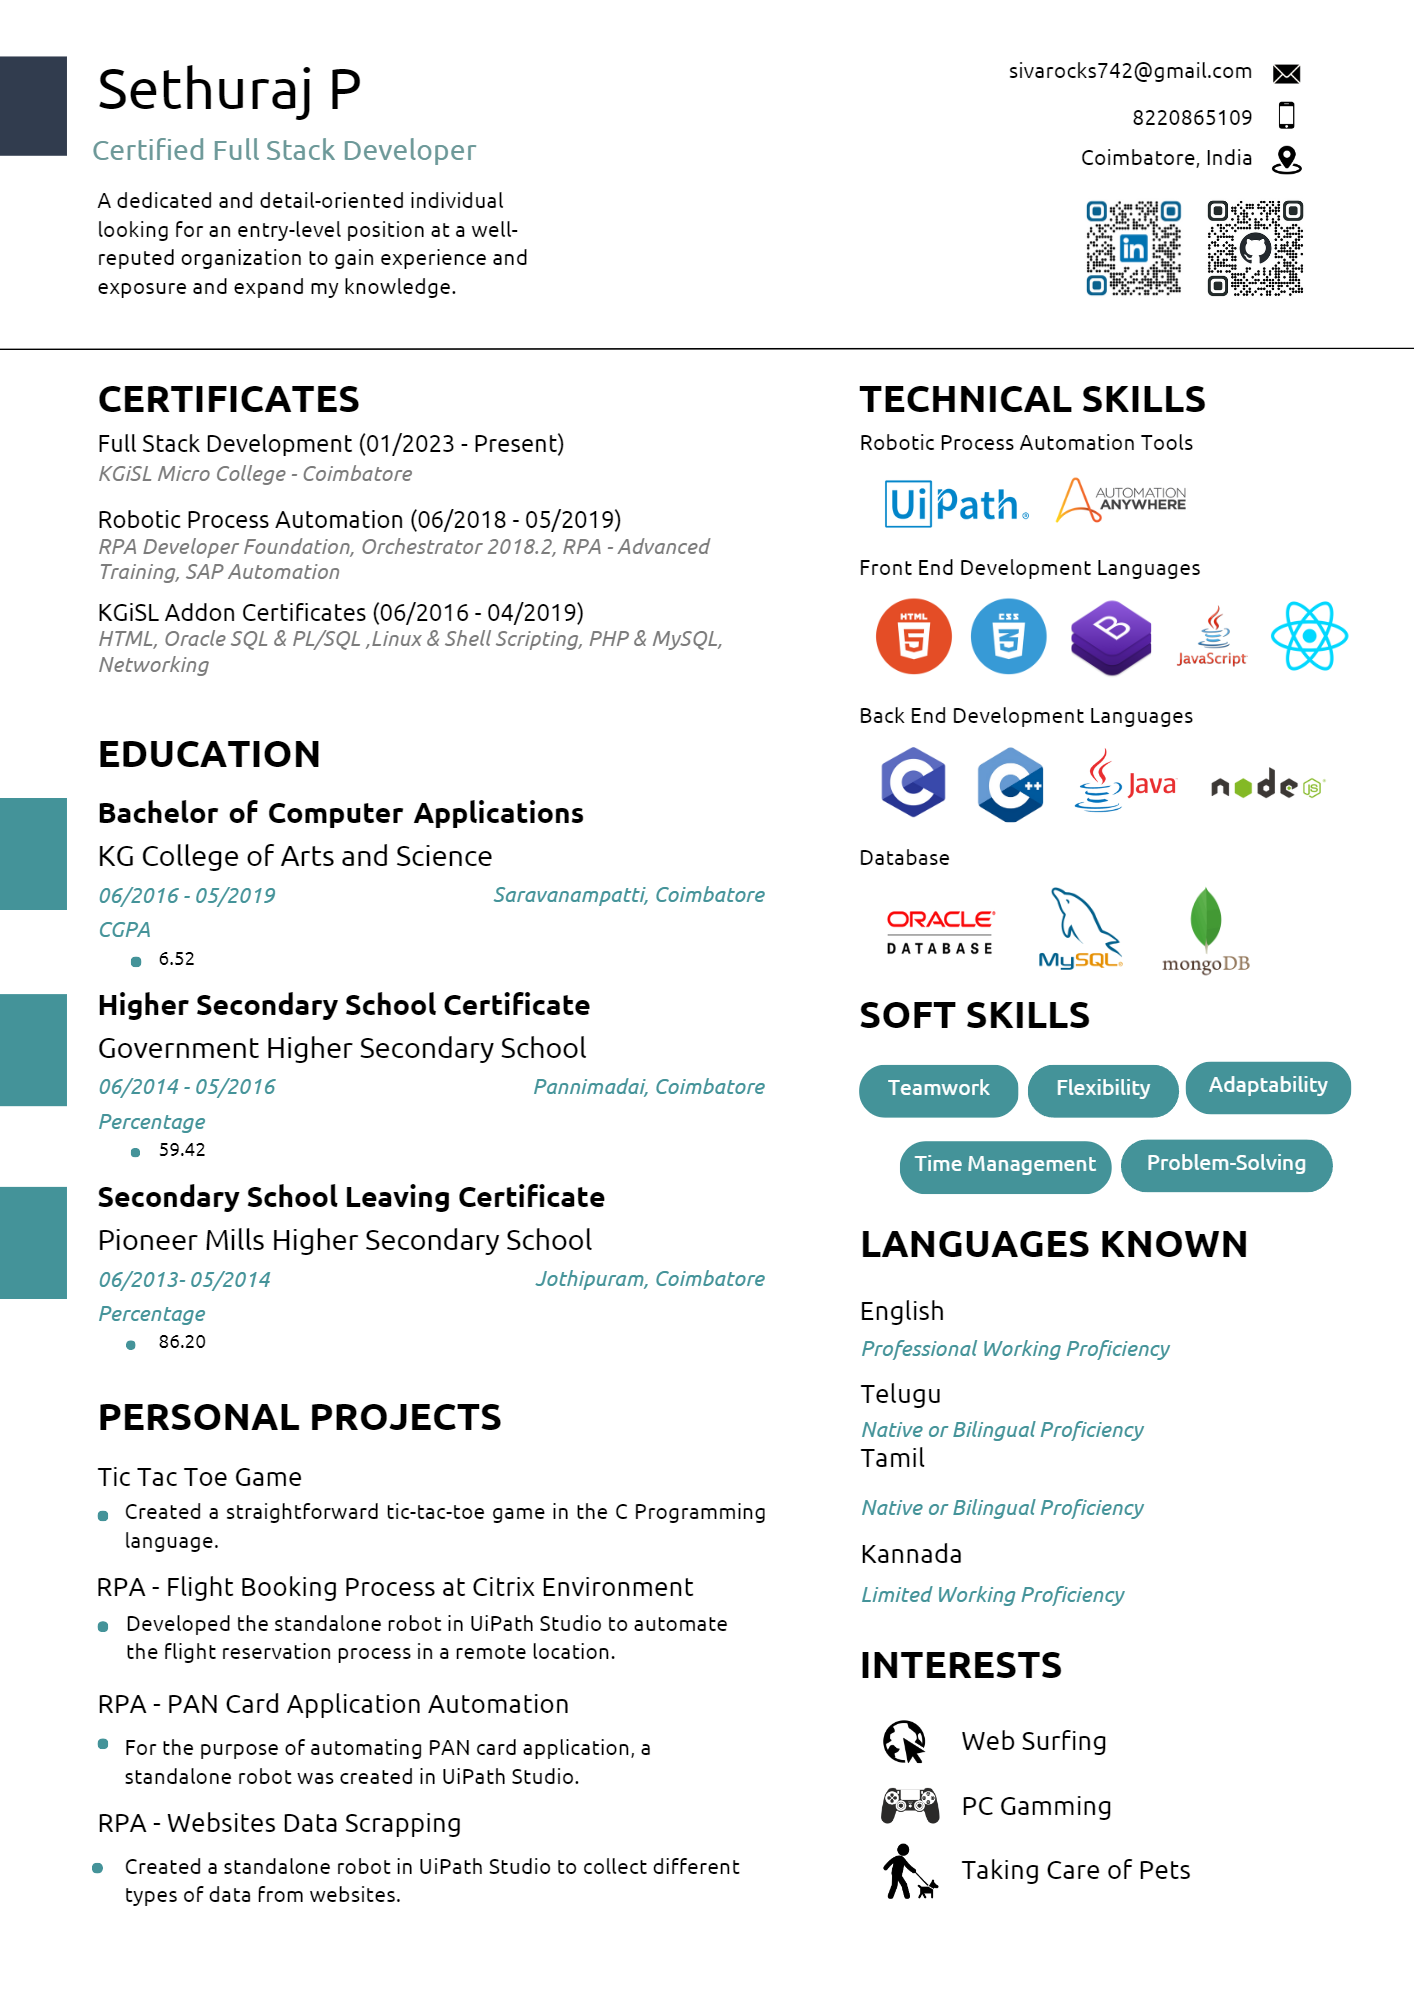 Sethuraj P
Certified Full Stack Developer
A dedicated and detail-oriented individual
looking for an entry-level position at a well-
reputed organization to gain experience and
exposure and expand my knowledge.
sivarocks742@gmail.com
8220865109
Coimbatore, India
in
CERTIFICATES
Full Stack Development (01/2023 - Present)
KGiSL Micro College - Coimbatore
Robotic Process Automation (06/2018 - 05/2019)
RPA Developer Foundation, Orchestrator 2018.2, RPA - Advanced
Training, SAP Automation
KGiSL Addon Certificates (06/2016 - 04/2019)
HTML, Oracle SQL & PL/SQL ,Linux & Shell Scripting, PHP & MySQL,
Networking
EDUCATION
Bachelor of Computer Applications
KG College of Arts and Science
06/2016 - 05/2019 Saravanampatti, Coimbatore
CGPA
6.52
Higher Secondary School Certificate
Government Higher Secondary School
06/2014 - 05/2016 Pannimadai, Coimbatore
Percentage
59.42
Secondary School Leaving Certificate
Pioneer Mills Higher Secondary School
06/2013- 05/2014 Jothipuram, Coimbatore
Percentage
86.20
PERSONAL PROJECTS
Tic Tac Toe Game
Created a straightforward tic-tac-toe game in the C Programming
language.
RPA - Flight Booking Process at Citrix Environment
Developed the standalone robot in UiPath Studio to automate
the flight reservation process in a remote location.
RPA - PAN Card Application Automation
For the purpose of automating PAN card application, a
standalone robot was created in UiPath Studio.
RPA - Websites Data Scrapping
Created a standalone robot in UiPath Studio to collect different
types of data from websites.
TECHNICAL SKILLS
Robotic Process Automation Tools
UiPath®
AUTOMATION
ANYWHERE
Front End Development Languages
HTML 5
CSS 3
B
JavaScript
Back End Development Languages
C
C++
Java
node JS
Database
ORACLE®
DATABASE
MySQL
mongoDB
SOFT SKILLS
Teamwork Flexibility Adaptability
Time Management Problem-Solving
LANGUAGES KNOWN
English
Professional Working Proficiency
Telugu
Native or Bilingual Proficiency
Tamil
Native or Bilingual Proficiency
Kannada
Limited Working Proficiency
INTERESTS
Web Surfing
PC Gamming
Taking Care of Pets